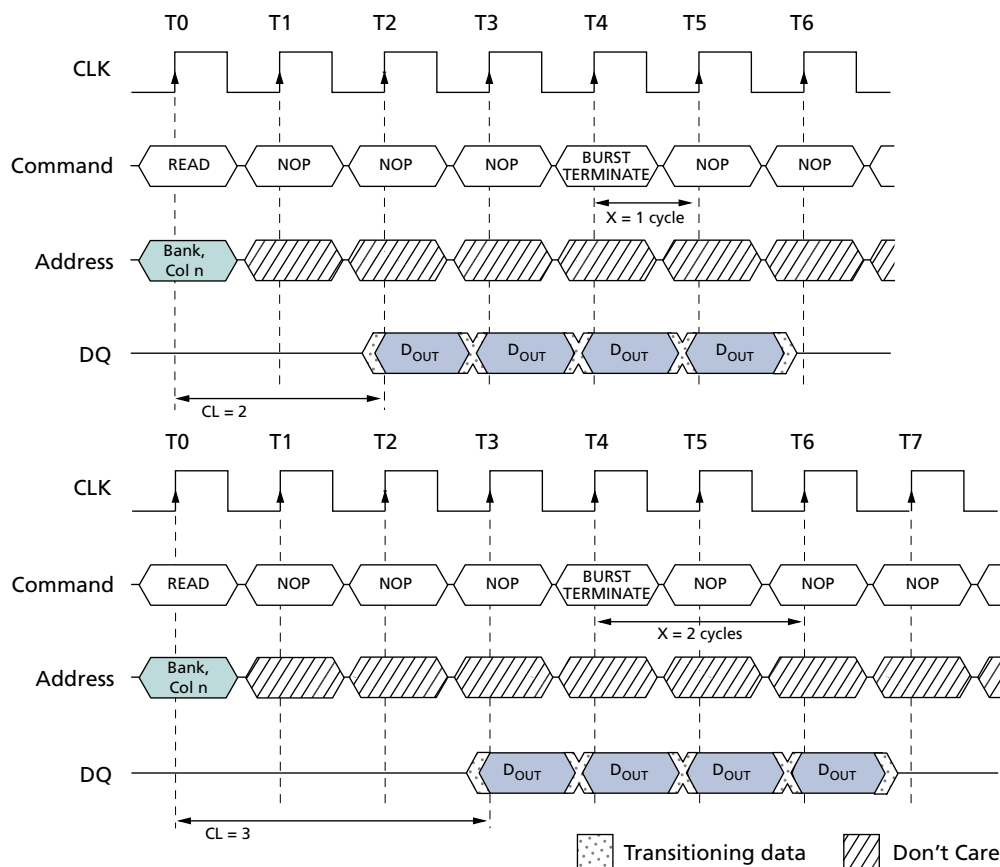 T0 T1 T2 T3 T4 T5 T6
CLK
Command READ NOP NOP NOP BURST TERMINATE NOP NOP
X = 1 cycle
Address Bank, Col n
DQ DOUT DOUT DOUT DOUT
CL = 2
T0 T1 T2 T3 T4 T5 T6 T7
CLK
Command READ NOP NOP NOP BURST TERMINATE NOP NOP NOP
X = 2 cycles
Address Bank, Col n
DQ DOUT DOUT DOUT DOUT
CL = 3
Transitioning data Don't Care